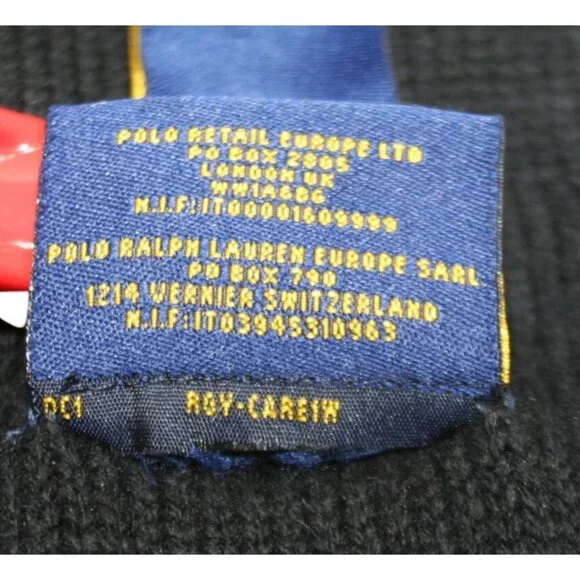 POLO RETAIL EUROPE LTD
PO BOX 2805
LONDON UK
WW1A6BG
N.I.F:IT00001609999
POLO RALPH LAUREN EUROPE SARL
PO BOX 790
1214 VERNIER SWITZERLAND
N.I.F:IT03945310963
DC1 RGY-CARE1W